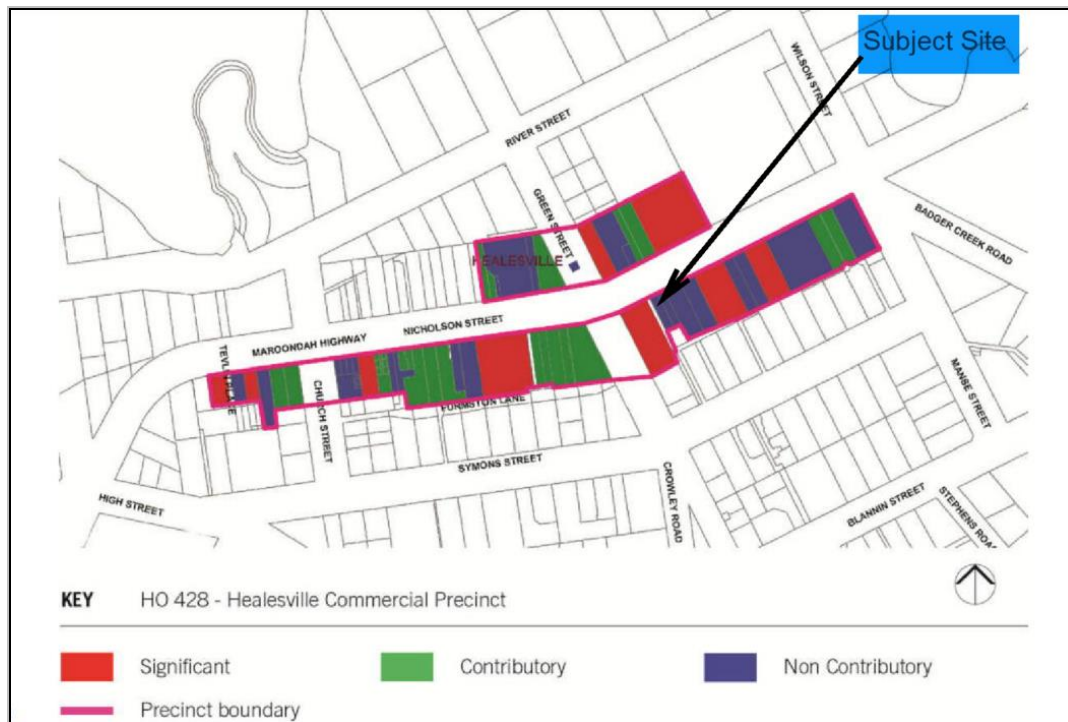 Subject Site
WILSON STREET
RIVER STREET
GREEN STREET
BADGER CREEK ROAD
HEALESVILLE
NICHOLSON STREET
MAROONDAH HIGHWAY
CHURCH STREET
FORMSTON LANE
MANSE STREET
SYMONS STREET
HIGH STREET
CROWLEY ROAD
BLANNIN STREET
STEPHENS ROAD
KEY HO 428 - Healesville Commercial Precinct
Significant
Contributory
Non Contributory
Precinct boundary